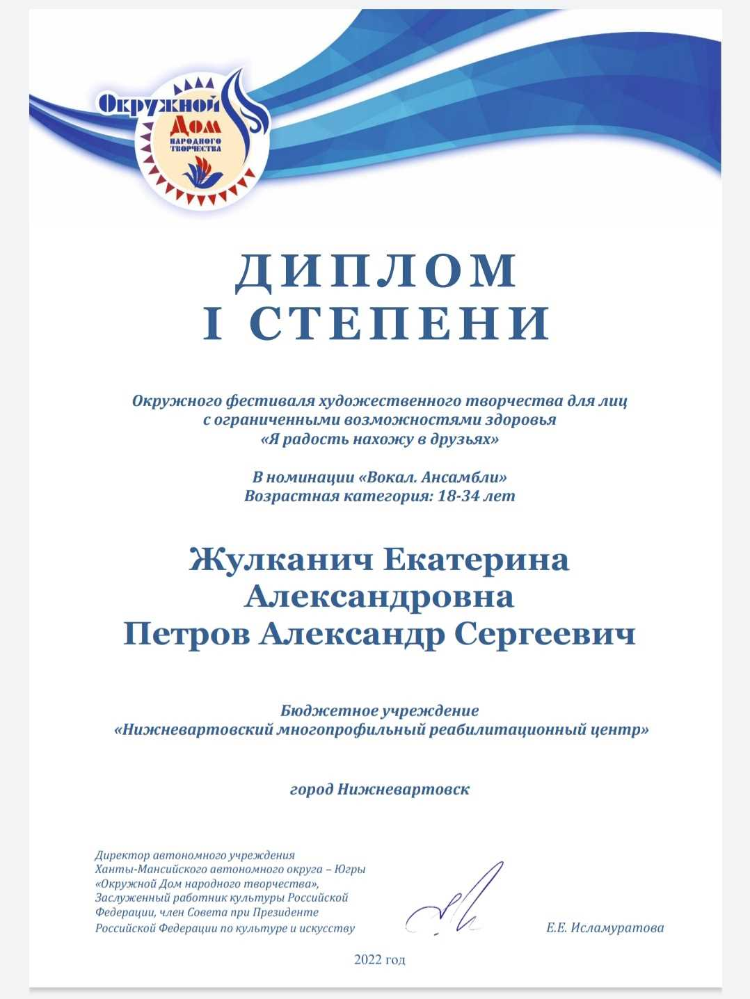 Окружной
Дом
народного
творчества
ДИПЛОМ
I СТЕПЕНИ
Окружного фестиваля художественного творчества для лиц
с ограниченными возможностями здоровья
«Я радость нахожу в друзьях»
В номинации «Вокал. Ансамбли»
Возрастная категория: 18-34 лет
Жулканич Екатерина
Александровна
Петров Александр Сергеевич
Бюджетное учреждение
«Нижневартовский многопрофильный реабилитационный центр»
город Нижневартовск
Директор автономного учреждения
Ханты-Мансийского автономного округа – Югры
«Окружной Дом народного творчества»,
Заслуженный работник культуры Российской
Федерации, член Совета при Президенте
Российской Федерации по культуре и искусству
Е.Е. Исламуратова
2022 год